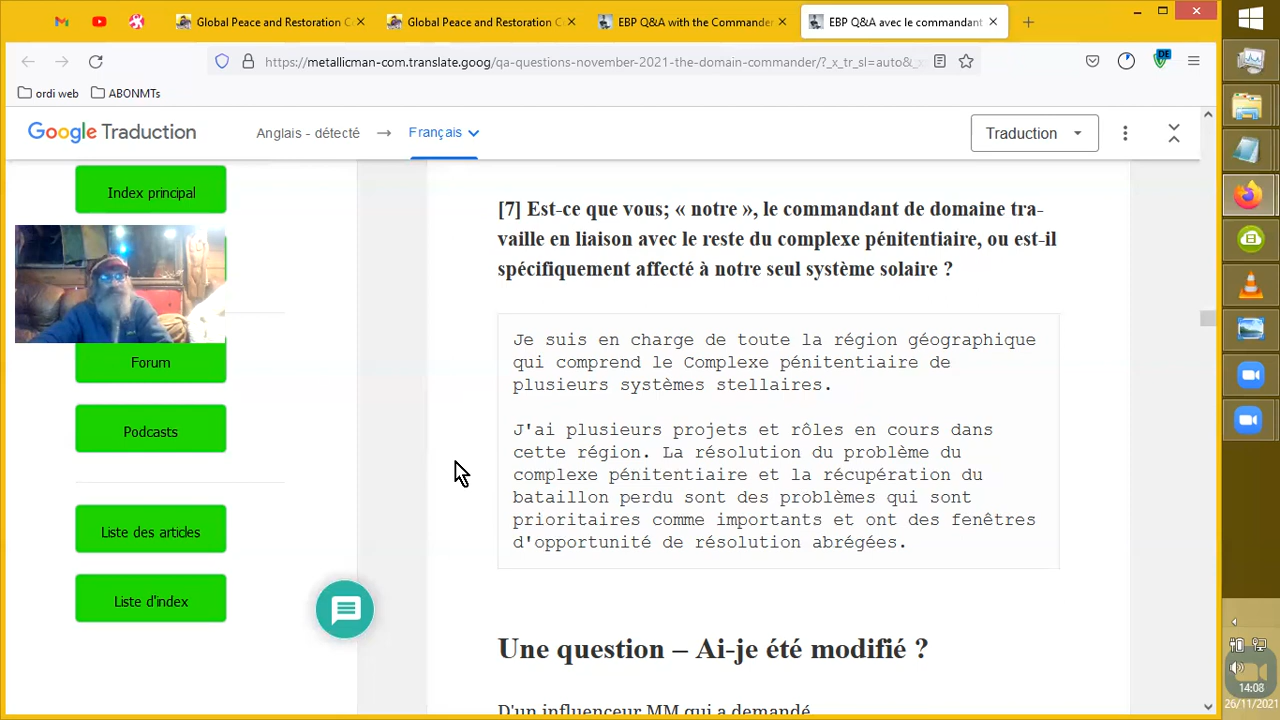 Global Peace and Restoration C
Global Peace and Restoration C
EBP Q&A with the Commander
EBP Q&A avec le commandant
https://metallicman-com.translate.goog/qa-questions-november-2021-the-domain-commander/?_x_tr_sl=auto&_x
ordi web
ABONMTs
DE
Google Traduction
Anglais - détecté
Français
Traduction
Index principal
Forum
Podcasts
Liste des articles
Liste d'index
[7] Est-ce que vous; « notre », le commandant de domaine tra-
vaille en liaison avec le reste du complexe pénitentiaire, ou est-il
spécifiquement affecté à notre seul système solaire ?
Je suis en charge de toute la région géographique
qui comprend le Complexe pénitentiaire de
plusieurs systèmes stellaires.
J'ai plusieurs projets et rôles en cours dans
cette région. La résolution du problème du
complexe pénitentiaire et la récupération du
bataillon perdu sont des problèmes qui sont
prioritaires comme importants et ont des fenêtres
d'opportunité de résolution abrégées.
Une question – Ai-je été modifié ?
D'un influenceur MM qui a demandé
14:08
26/11/2021